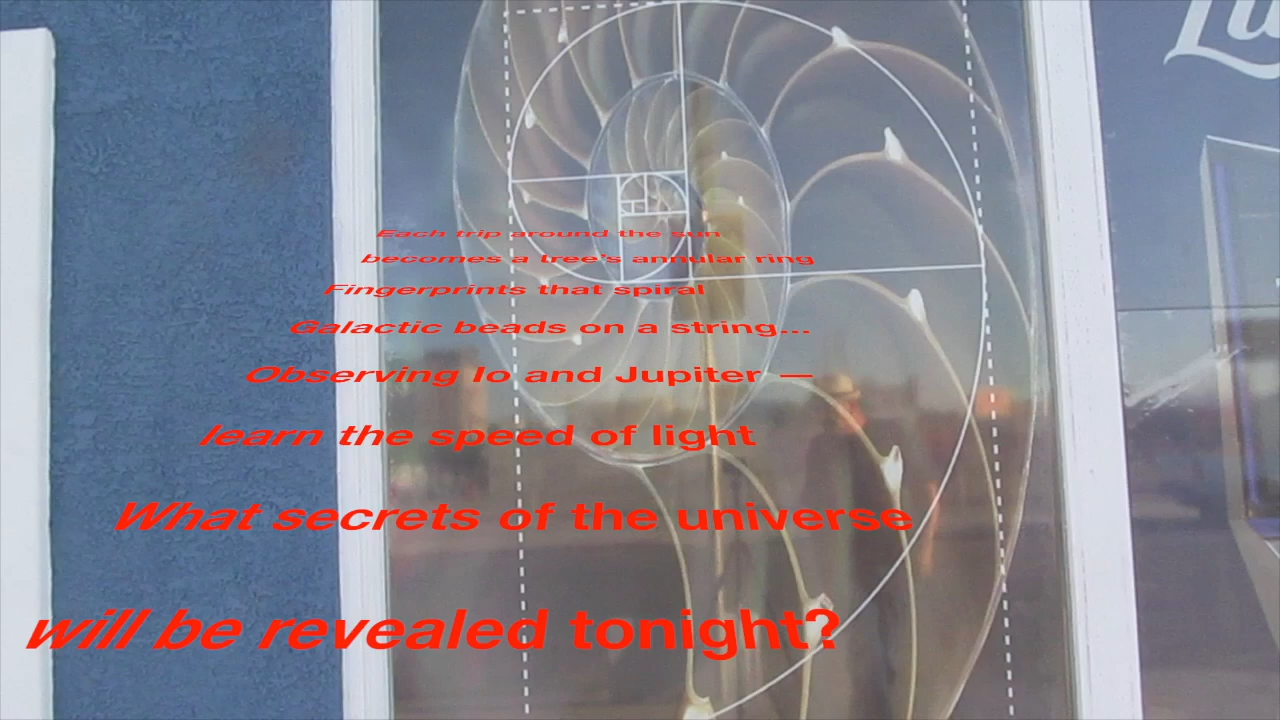 Each trip around the sun
becomes a tree's annular ring
Fingerprints that spiral
Galactic beads on a string...
Observing Io and Jupiter —
learn the speed of light
What secrets of the universe
will be revealed tonight?